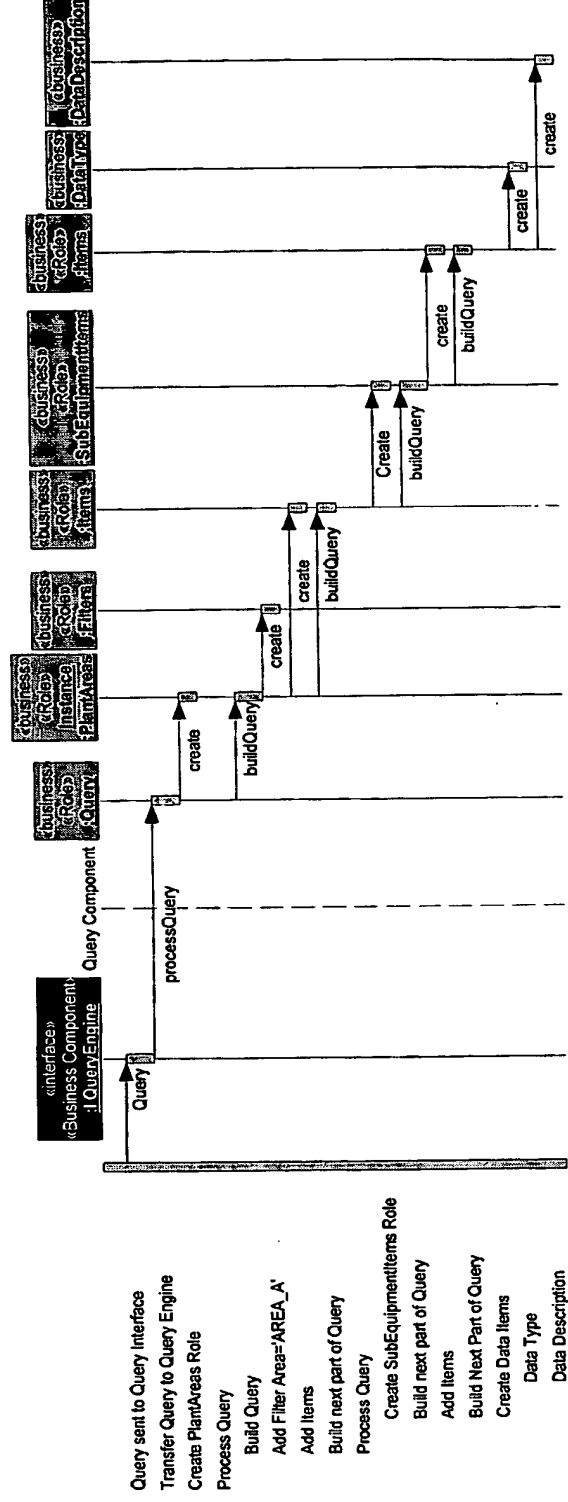 «interface»
«Business Component»
:I QueryEngine
Query Component
«business»
«Role»
:Query
«business»
«Role»
Instance
:PlantAreas
«business»
«Role»
:Filters
«business»
«Role»
:Items
«business»
«Role»
:SubEquipmentItems
«business»
«Role»
:Items
«business»
:DataType
«business»
:DataDescription
Query sent to Query Interface
Transfer Query to Query Engine
Create PlantAreas Role
Process Query
Build Query
Add Filter Area='AREA_A'
Add Items
Build next part of Query
Process Query
Create SubEquipmentItems Role
Build next part of Query
Add Items
Build Next Part of Query
Create Data Items
Data Type
Data Description
Query
processQuery
create
buildQuery
create
create
buildQuery
Create
buildQuery
create
buildQuery
create
create